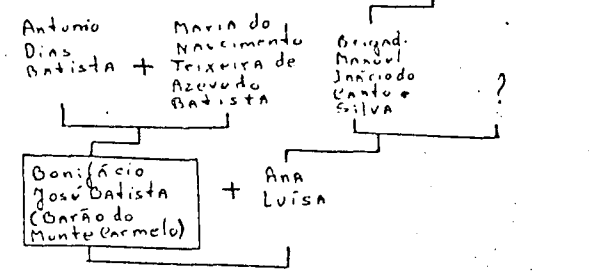 Antonio
Dias
Batista
+
Maria do
Nascimento
Teixeira de
Azevedo
Batista
Brigad.
Manoel
Inácio do
Canto e
Silva
?
Bonifácio
José Batista
(Barão do
Monte Carmelo)
+
Ana
Luísa